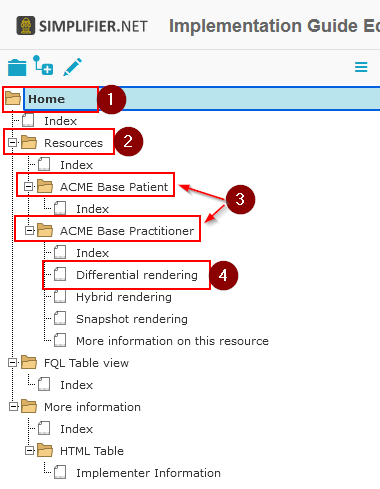 SIMPLIFIER.NET
Implementation Guide Ed
Home 1
Index
Resources 2
Index
ACME Base Patient
3
Index
ACME Base Practitioner
Index
Differential rendering 4
Hybrid rendering
Snapshot rendering
More information on this resource
FQL Table view
Index
More information
Index
HTML Table
Implementer Information